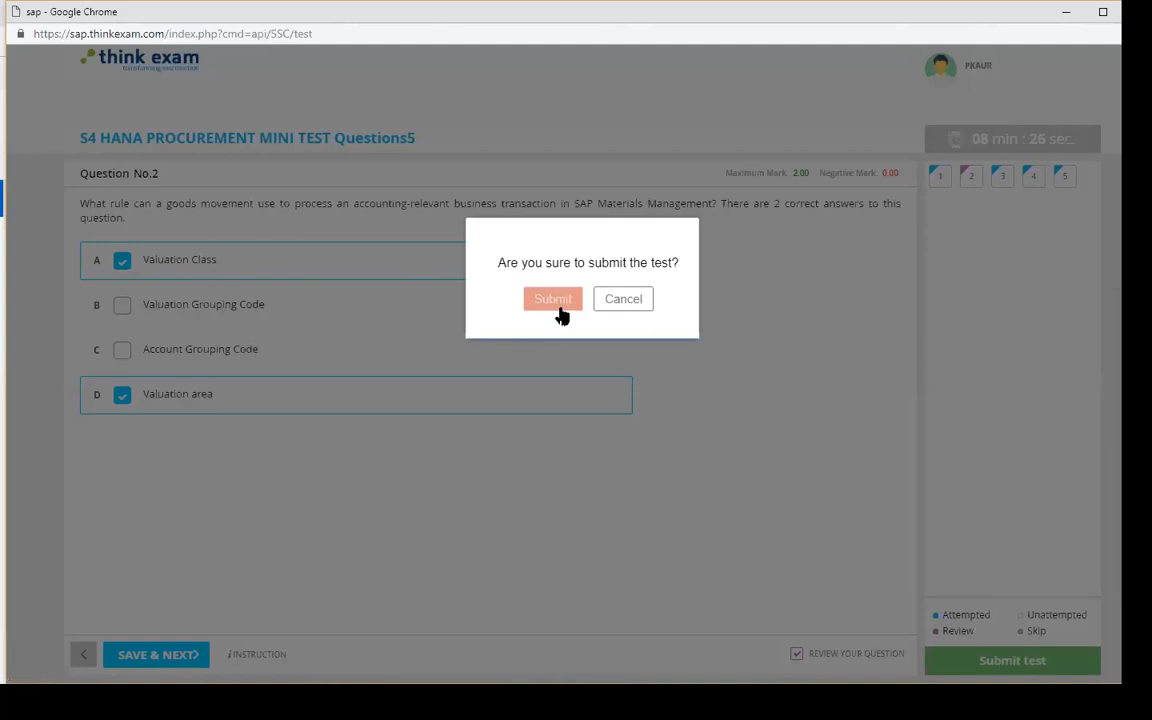 sap - Google Chrome
https://sap.thinkexam.com/index.php?cmd=api/SSC/test
think exam
PKAUR
S4 HANA PROCUREMENT MINI TEST Questions5
08 min : 26 sec.
Question No.2
Maximum Mark: 2.00 Negative Mark: 0.00
1 2 3 4 5
What rule can a goods movement use to process an accounting-relevant business transaction in SAP Materials Management? There are 2 correct answers to this
question.
A Valuation Class
B Valuation Grouping Code
C Account Grouping Code
D Valuation area
Are you sure to submit the test?
Submit Cancel
Attempted Unattempted
Review Skip
SAVE & NEXT
i INSTRUCTION
REVIEW YOUR QUESTION
Submit test